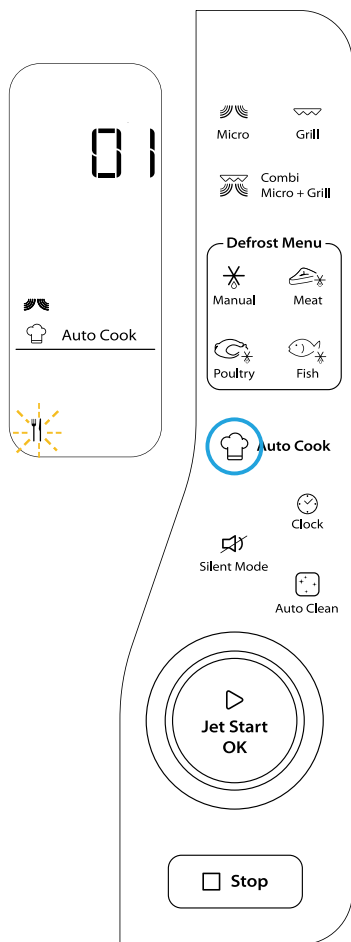 01
Auto Cook
Micro
Grill
Combi
Micro + Grill
Defrost Menu
Manual
Meat
Poultry
Fish
Auto Cook
Clock
Silent Mode
Auto Clean
Jet Start
OK
Stop